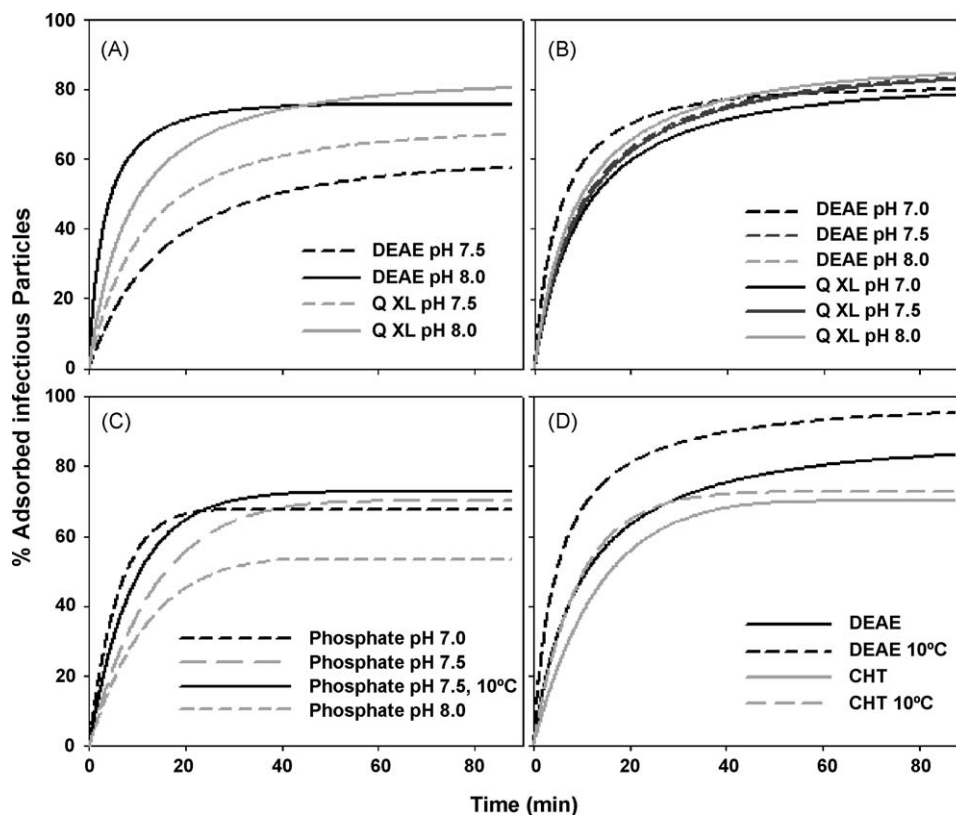 % Adsorbed infectious Particles
100
80
60
40
20
0
(A)
DEAE pH 7.5
DEAE pH 8.0
Q XL pH 7.5
Q XL pH 8.0
(B)
DEAE pH 7.0
DEAE pH 7.5
DEAE pH 8.0
Q XL pH 7.0
Q XL pH 7.5
Q XL pH 8.0
100
80
60
40
20
0
(C)
Phosphate pH 7.0
Phosphate pH 7.5
Phosphate pH 7.5, 10ºC
Phosphate pH 8.0
0 20 40 60 80
(D)
DEAE
DEAE 10ºC
CHT
CHT 10ºC
0 20 40 60 80
Time (min)